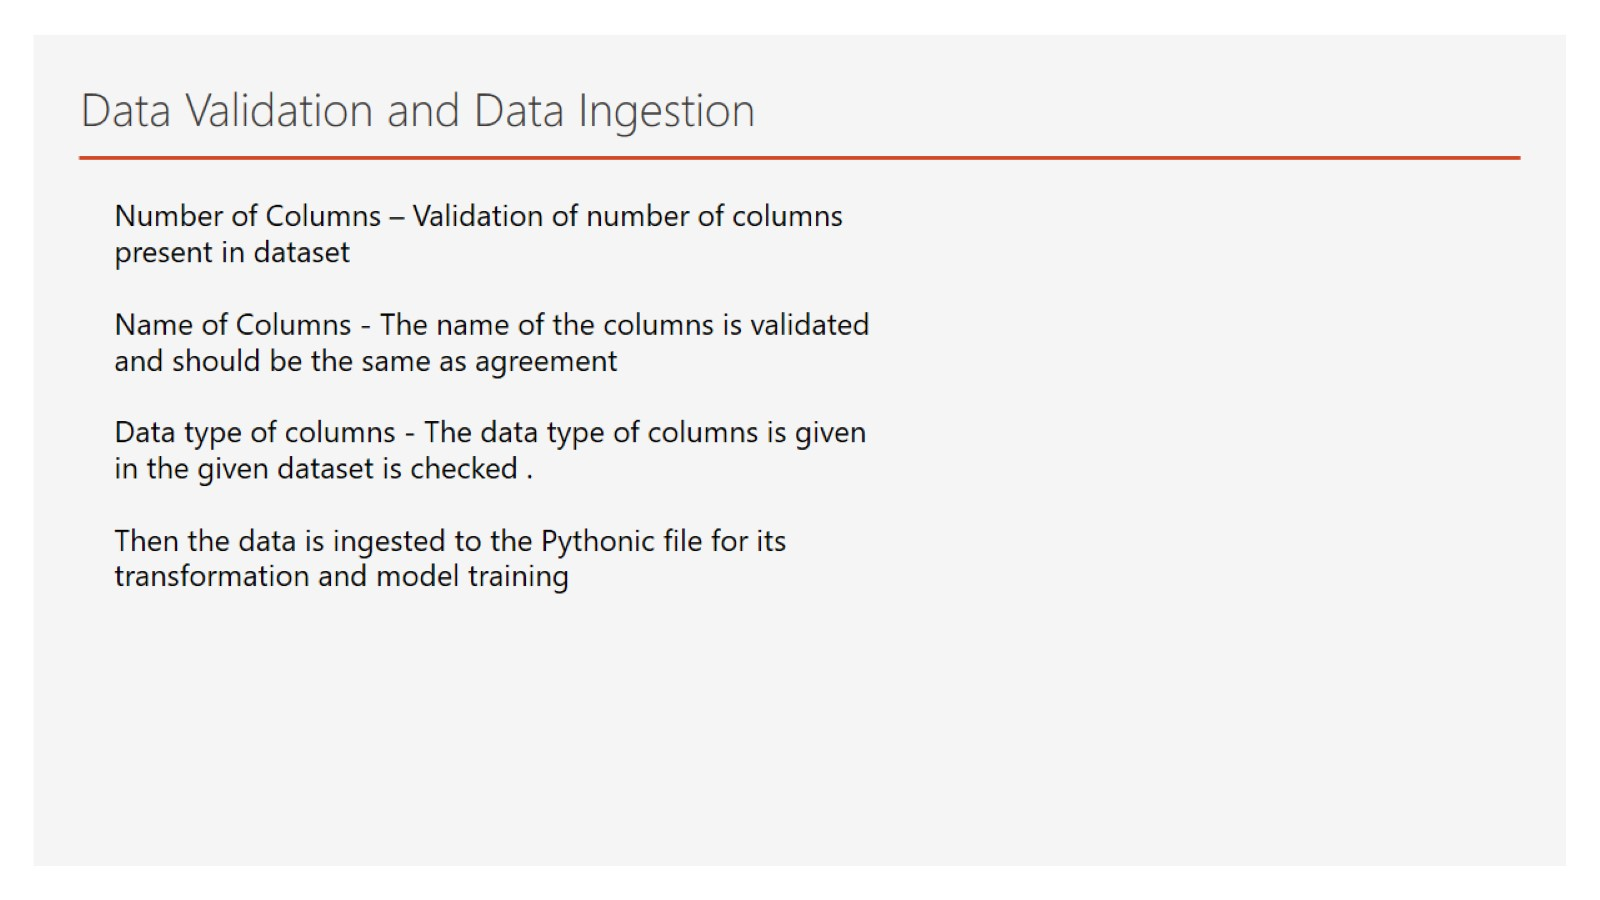 Data Validation and Data Ingestion
Number of Columns – Validation of number of columns
present in dataset
Name of Columns - The name of the columns is validated
and should be the same as agreement
Data type of columns - The data type of columns is given
in the given dataset is checked .
Then the data is ingested to the Pythonic file for its
transformation and model training